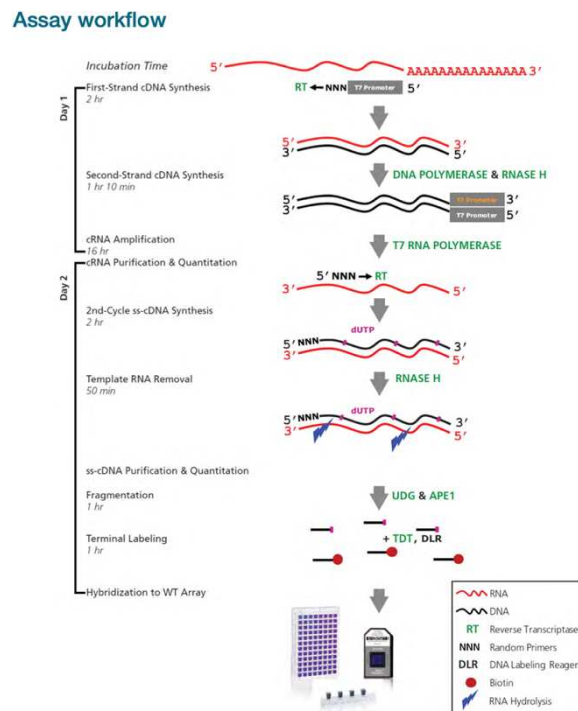 Assay workflow
Incubation Time
5′ AAAAAAAAAAAAAAA 3′
Day 1
First-Strand cDNA Synthesis
2 hr
RT NNN T7 Promoter 5′
5′ 3′
3′ 5′
Second-Strand cDNA Synthesis
1 hr 10 min
DNA POLYMERASE & RNASE H
5′ T7 Promoter 3′
3′ T7 Promoter 5′
cRNA Amplification
16 hr
T7 RNA POLYMERASE
Day 2
cRNA Purification & Quantitation
5′ NNN RT
3′ 5′
2nd-Cycle ss-cDNA Synthesis
2 hr
dUTP
5′ NNN 3′
3′ 5′
Template RNA Removal
50 min
RNASE H
dUTP
5′ NNN 3′
3′ 5′
ss-cDNA Purification & Quantitation
Fragmentation
1 hr
UDG & APE1
Terminal Labeling
1 hr
+ TDT, DLR
Hybridization to WT Array
RNA
DNA
RT Reverse Transcriptase
NNN Random Primers
DLR DNA Labeling Reager
Biotin
RNA Hydrolysis